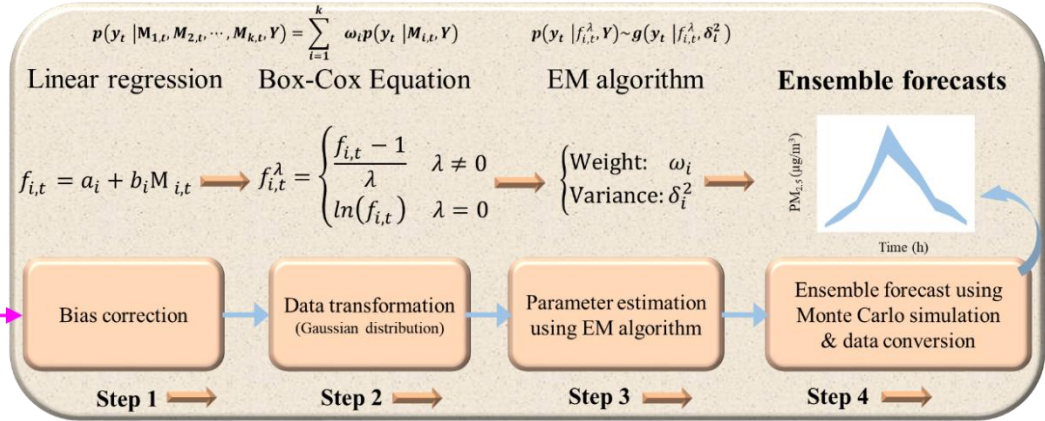 p(y_t |M_{1,t}, M_{2,t}, ⋯, M_{k,t}, Y) = ∑_{i=1}^{k} ω_i p(y_t |M_{i,t}, Y)
p(y_t |f_{i,t}^λ, Y)~g(y_t |f_{i,t}^λ, δ_i^2)
Linear regression
Box-Cox Equation
EM algorithm
Ensemble forecasts
f_{i,t} = a_i + b_i M_{i,t}
f_{i,t}^λ = { (f_{i,t} − 1)/λ λ ≠ 0
ln(f_{i,t}) λ = 0
{ Weight: ω_i
Variance: δ_i^2
PM_{2.5} (μg/m³)
Time (h)
Bias correction
Data transformation
(Gaussian distribution)
Parameter estimation
using EM algorithm
Ensemble forecast using
Monte Carlo simulation
& data conversion
Step 1
Step 2
Step 3
Step 4